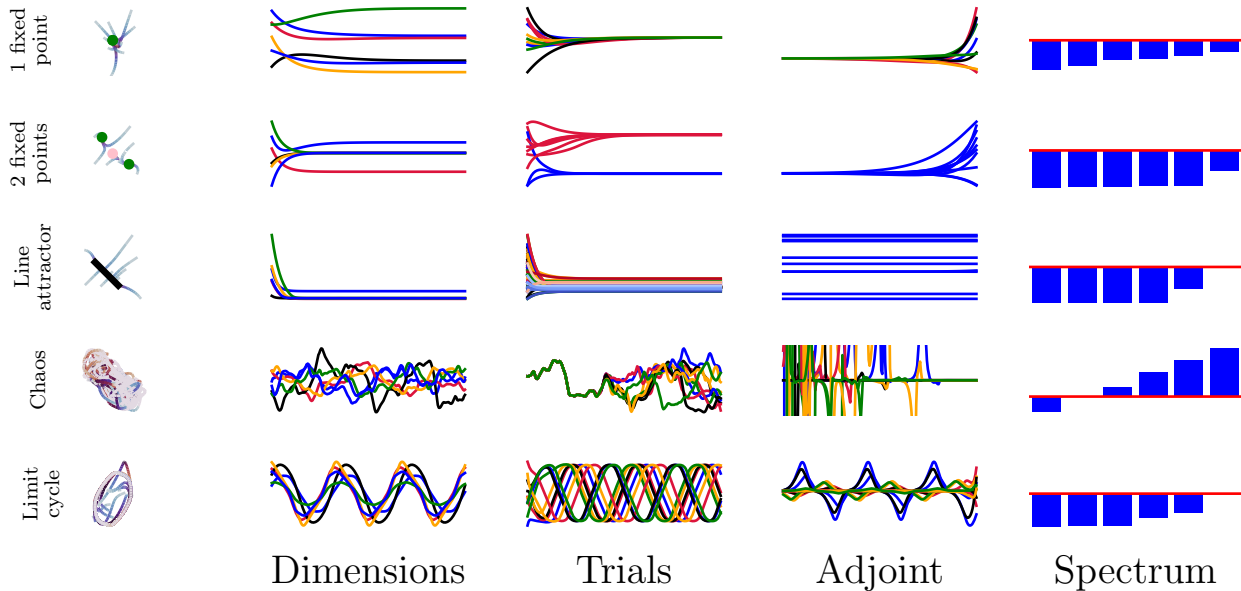 1 fixed
point
2 fixed
points
Line
attractor
Chaos
Limit
cycle
Dimensions
Trials
Adjoint
Spectrum